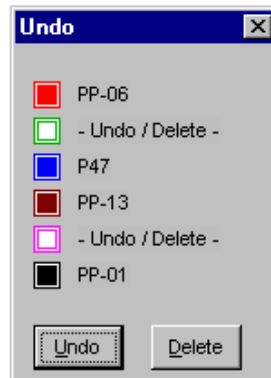 Undo
PP-06
- Undo / Delete -
P47
PP-13
- Undo / Delete -
PP-01
Undo Delete